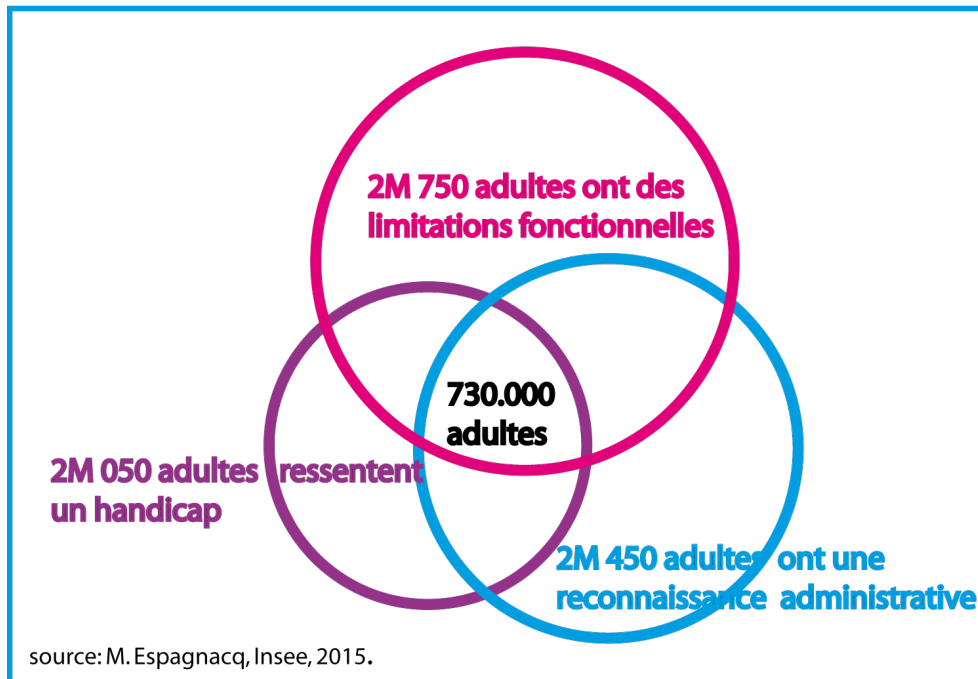 2M 750 adultes ont des
limitations fonctionnelles
730.000
adultes
2M 050 adultes ressentent
un handicap
2M 450 adultes ont une
reconnaissance administrative
source: M. Espagnacq, Insee, 2015.